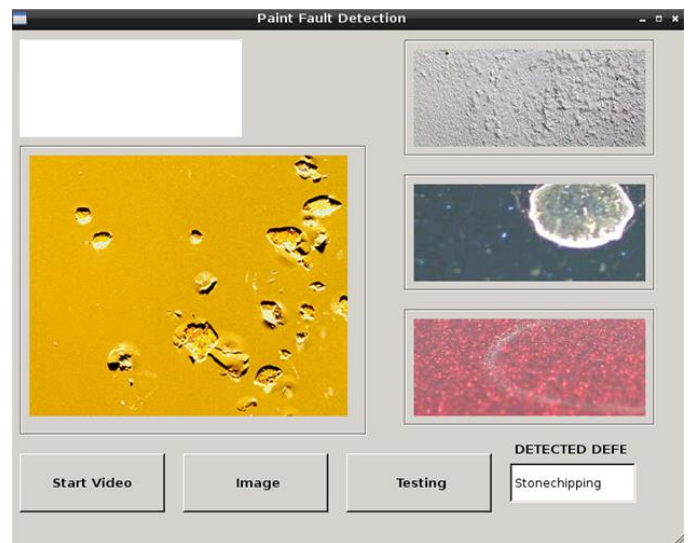 Paint Fault Detection
Start Video
Image
Testing
DETECTED DEFE
Stonechipping